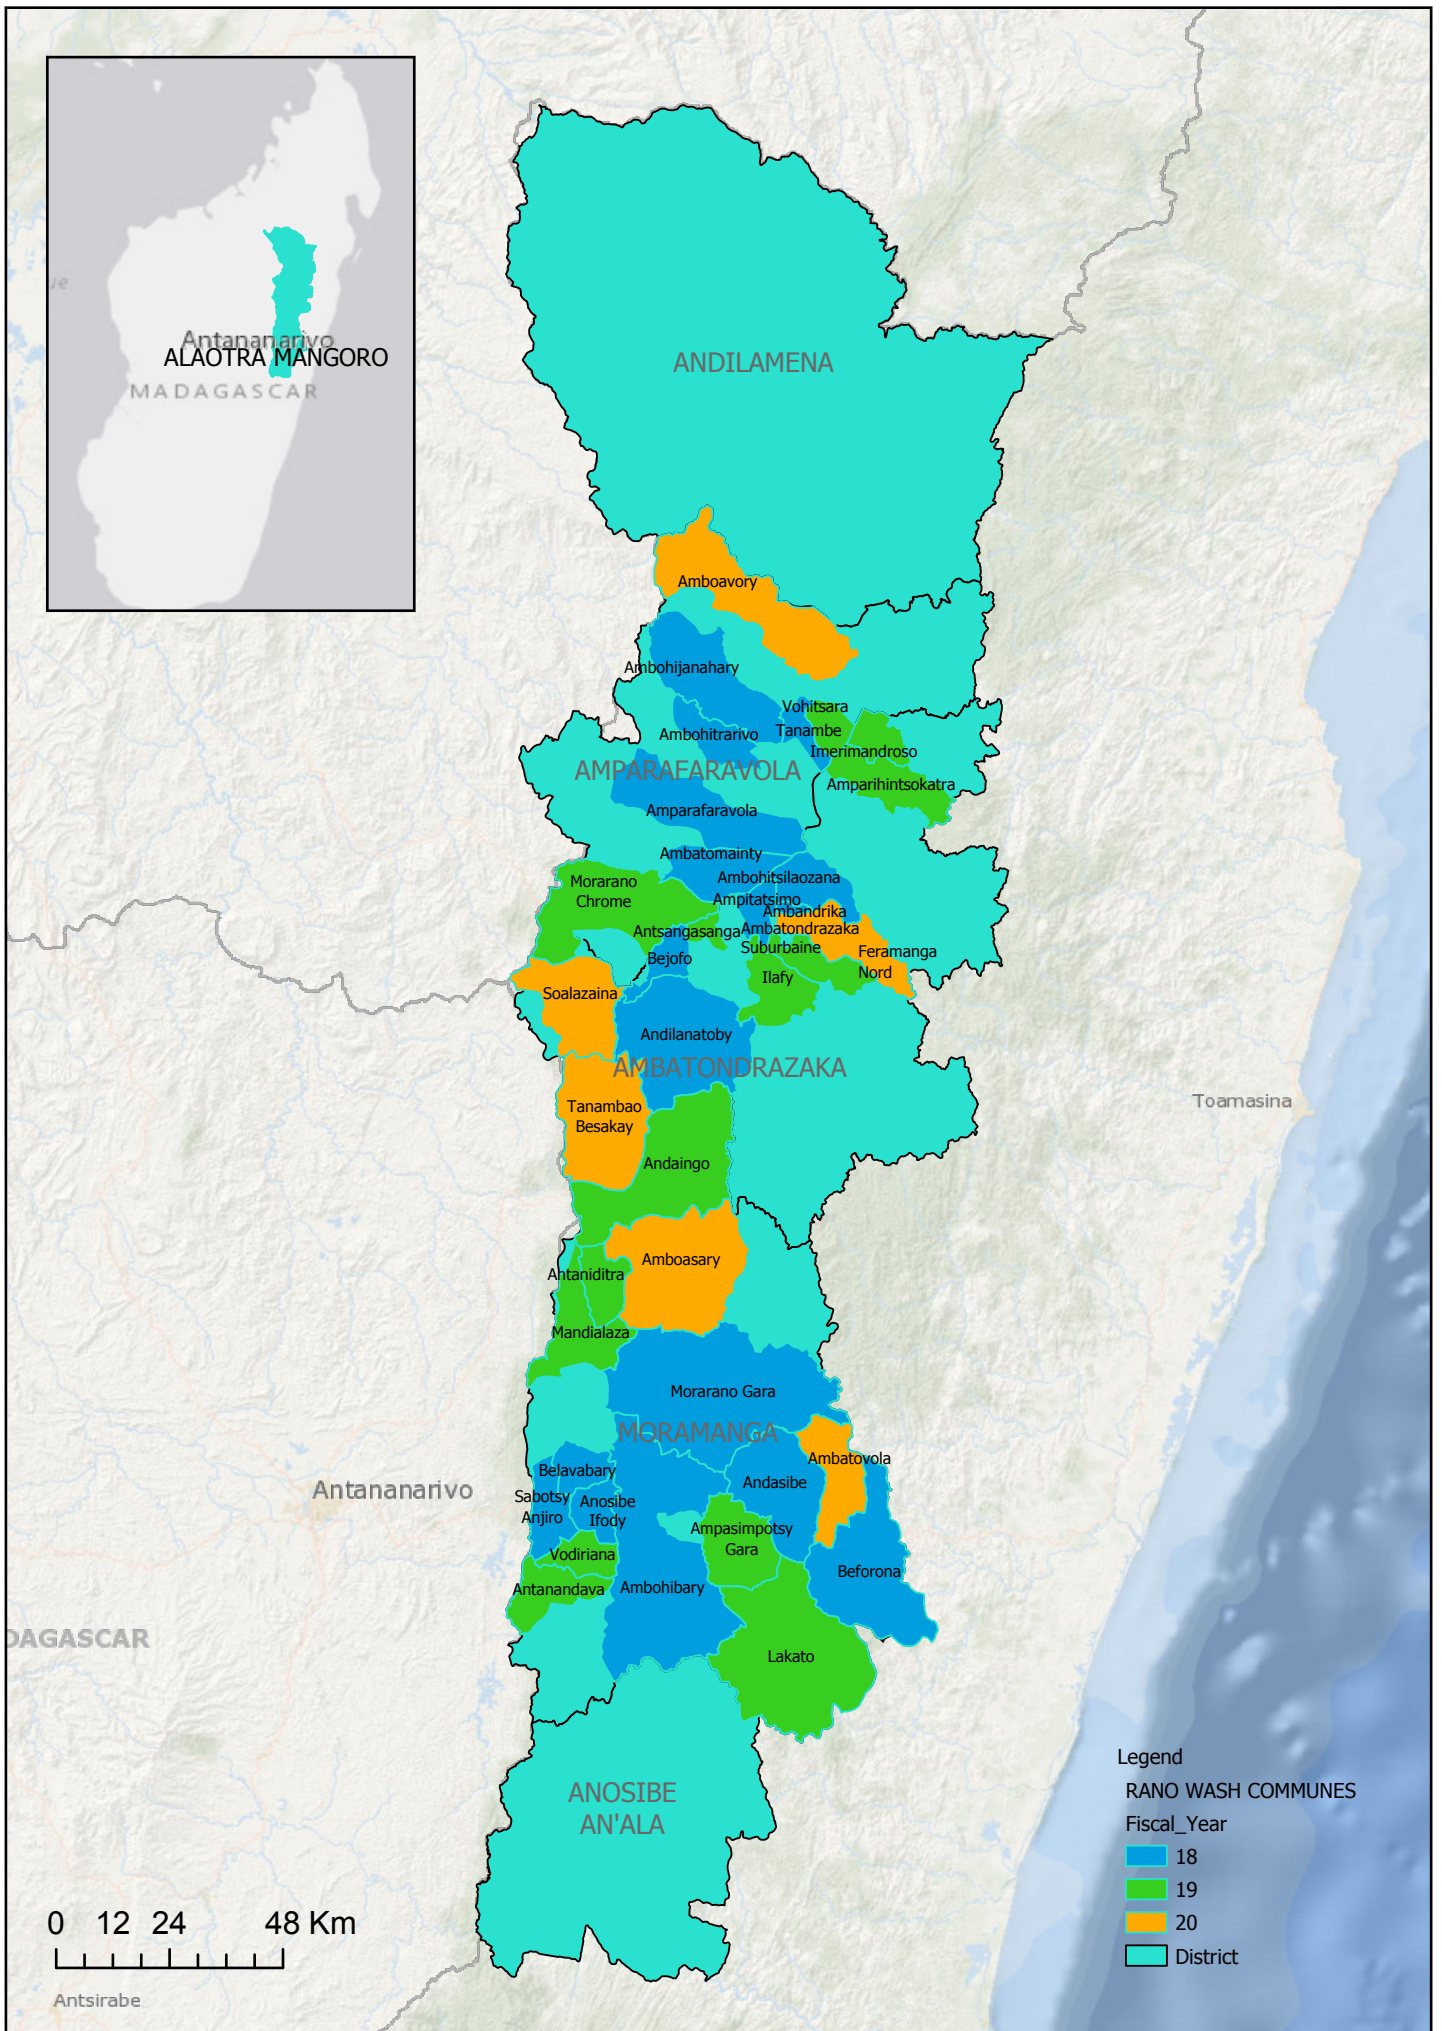 ue
Antananarivo
ALAOTRA MANGORO
MADAGASCAR
ANDILAMENA
Amboavory
Ambohijanahary
Vohitsara
Ambohitrarivo
Tanambe
Imerimandroso
AMPARAFARAVOLA
Amparihintsokatra
Amparafaravola
Ambatomainty
Ambohitsilaozana
Morarano
Chrome
Ampitatsimo
Ambandrika
Antsangasanga
Ambatondrazaka
Suburbaine
Feramanga
Nord
Bejofo
Ilafy
Soalazaina
Andilanatoby
AMBATONDRAZAKA
Tanambao
Besakay
Toamasina
Andaingo
Amboasary
Antaniditra
Mandialaza
Morarano Gara
MORAMANGA
Ambatovola
Belavabary
Andasibe
Antananarivo
Sabotsy
Anjiro
Anosibe
Ifody
Ampasimpotsy
Gara
Vodiriana
Beforona
Antanandava
Ambohibary
DAGASCAR
Lakato
ANOSIBE
AN'ALA
Legend
RANO WASH COMMUNES
Fiscal_Year
18
19
20
District
0 12 24 48 Km
Antsirabe